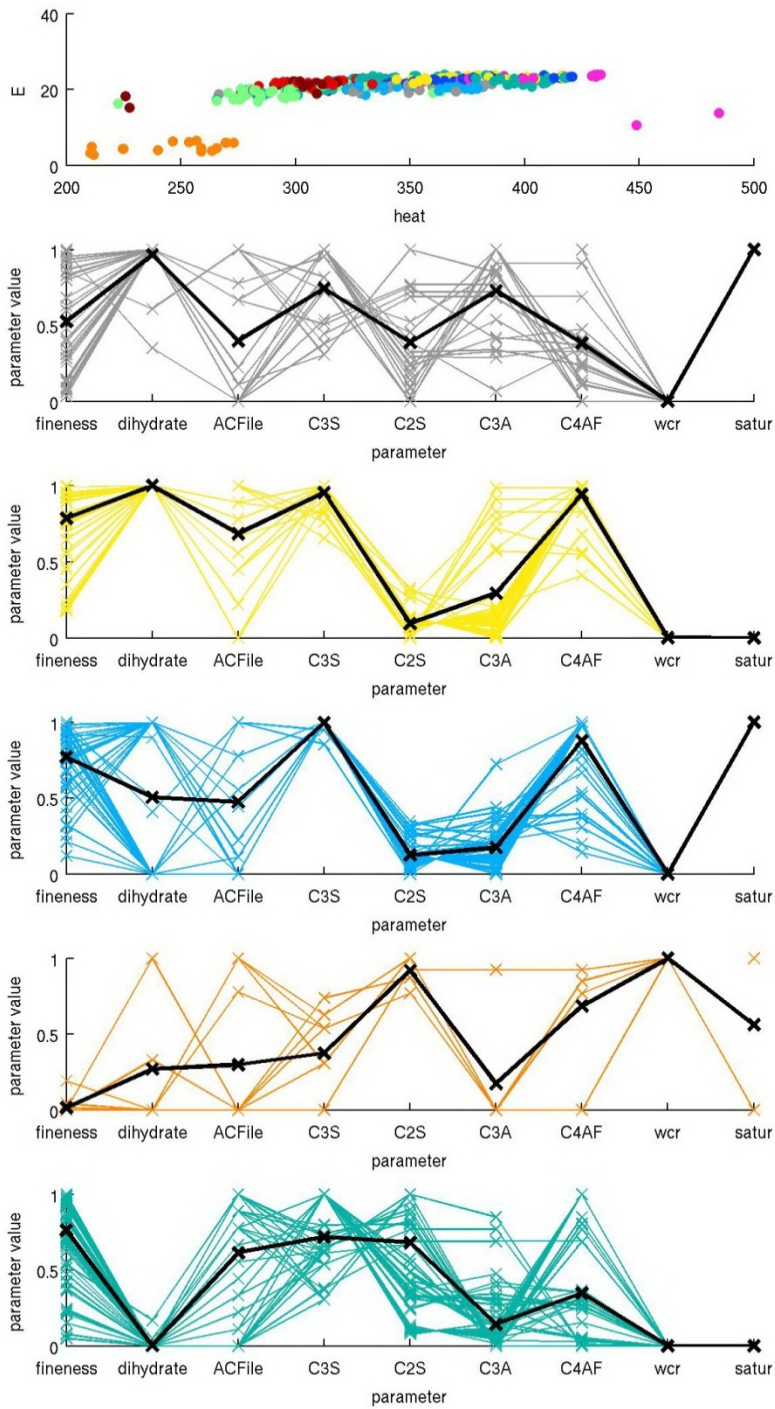 40
20
0
E
200 250 300 350 400 450 500
heat
1
0.5
0
parameter value
fineness dihydrate ACFile C3S C2S C3A C4AF wcr satur
parameter
1
0.5
0
parameter value
fineness dihydrate ACFile C3S C2S C3A C4AF wcr satur
parameter
1
0.5
0
parameter value
fineness dihydrate ACFile C3S C2S C3A C4AF wcr satur
parameter
1
0.5
0
parameter value
fineness dihydrate ACFile C3S C2S C3A C4AF wcr satur
parameter
1
0.5
0
parameter value
fineness dihydrate ACFile C3S C2S C3A C4AF wcr satur
parameter